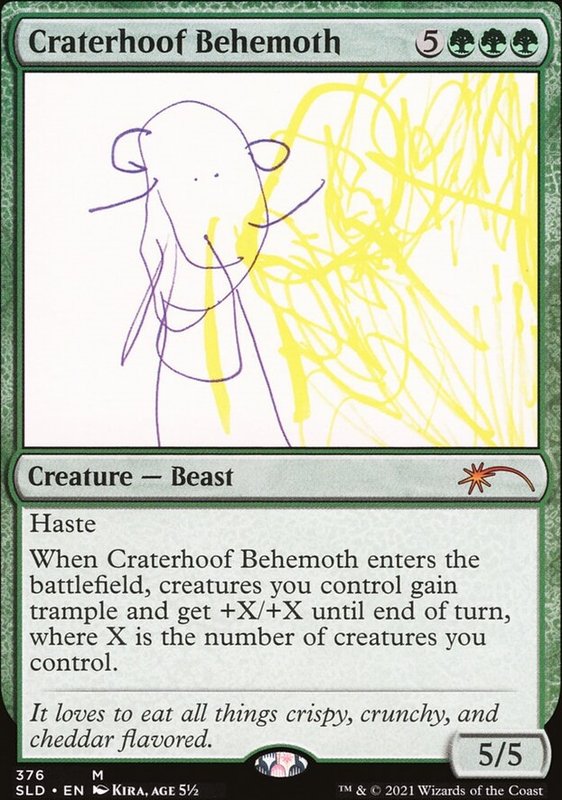 Craterhoof Behemoth 5
Creature — Beast
Haste
When Craterhoof Behemoth enters the
battlefield, creatures you control gain
trample and get +X/+X until end of turn,
where X is the number of creatures you
control.
It loves to eat all things crispy, crunchy, and
cheddar flavored.
5/5
376 M
SLD • EN KIRA, AGE 5½
™ & © 2021 Wizards of the Coast